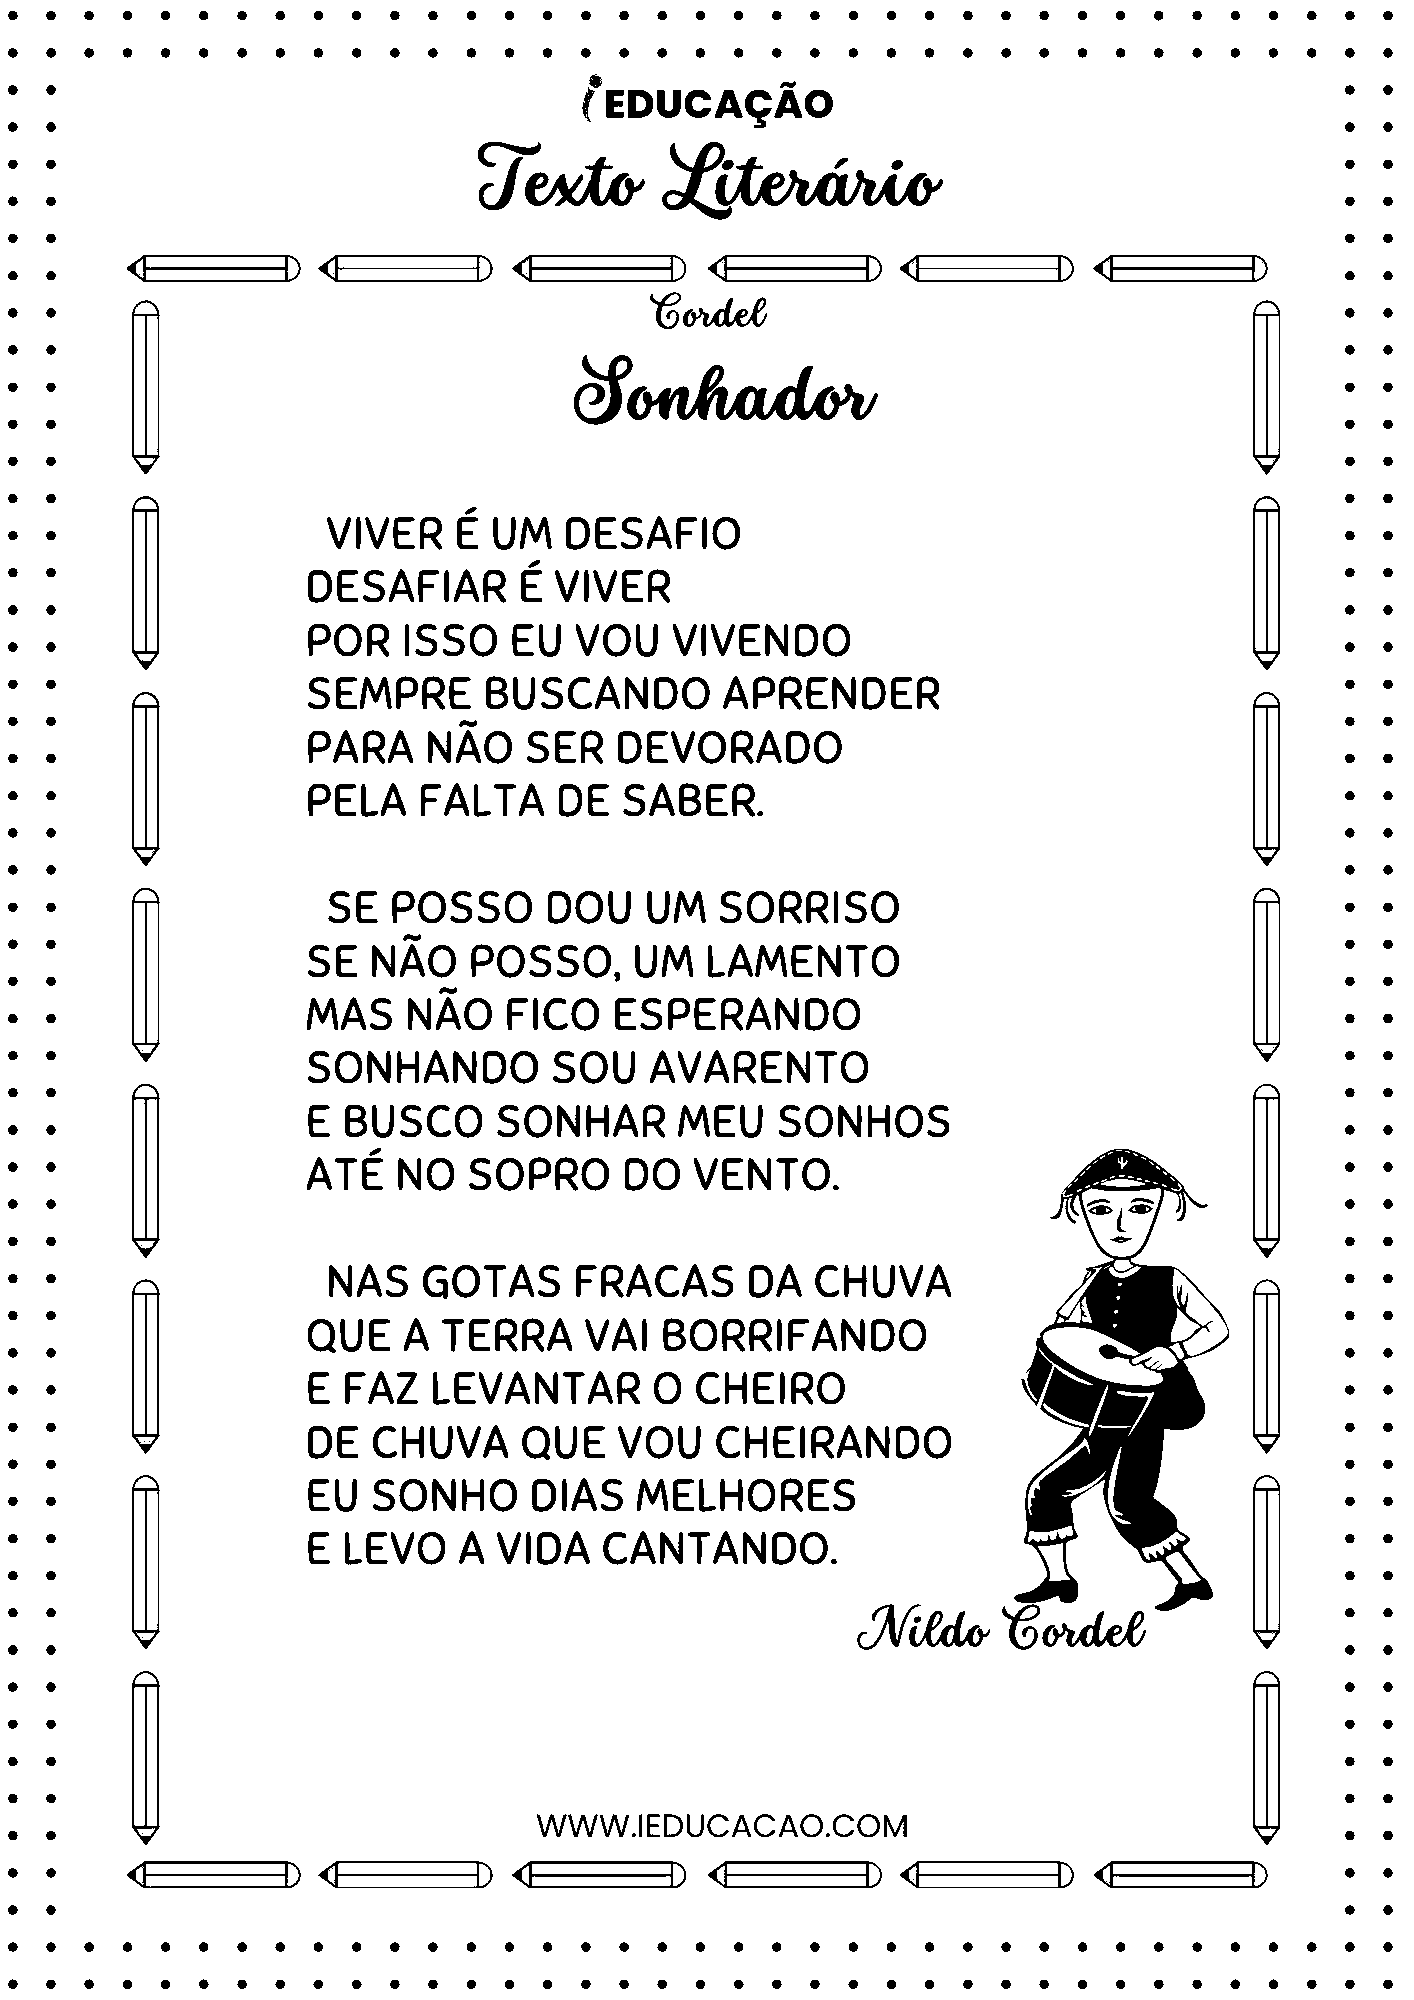 iEDUCAÇÃO
Texto Literário
Cordel
Sonhador
VIVER É UM DESAFIO
DESAFIAR É VIVER
POR ISSO EU VOU VIVENDO
SEMPRE BUSCANDO APRENDER
PARA NÃO SER DEVORADO
PELA FALTA DE SABER.
SE POSSO DOU UM SORRISO
SE NÃO POSSO, UM LAMENTO
MAS NÃO FICO ESPERANDO
SONHANDO SOU AVARENTO
E BUSCO SONHAR MEU SONHOS
ATÉ NO SOPRO DO VENTO.
NAS GOTAS FRACAS DA CHUVA
QUE A TERRA VAI BORRIFANDO
E FAZ LEVANTAR O CHEIRO
DE CHUVA QUE VOU CHEIRANDO
EU SONHO DIAS MELHORES
E LEVO A VIDA CANTANDO.
Nildo Cordel
WWW.IEDUCACAO.COM